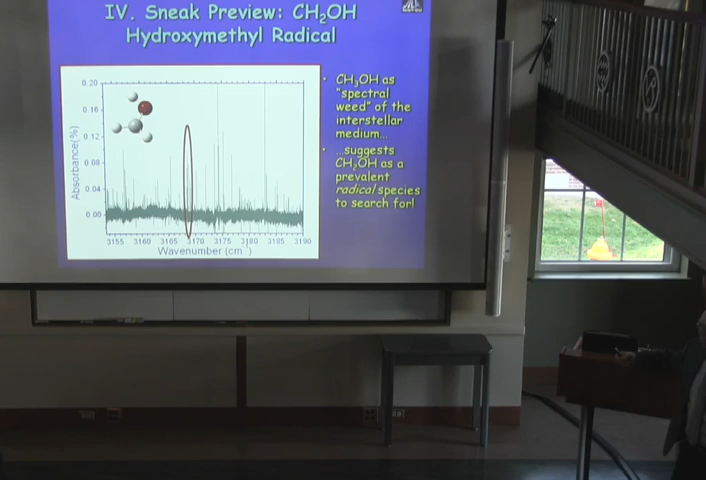 IV. Sneak Preview: CH₂OH
Hydroxymethyl Radical
• CH₃OH as
"spectral
weed" of the
interstellar
medium...
• ...suggests
CH₂OH as a
prevalent
radical species
to search for!
0.20
0.16
0.12
0.08
0.04
0.00
Absorbance(%)
3155 3160 3165 3170 3175 3180 3185 3190
Wavenumber (cm⁻¹)